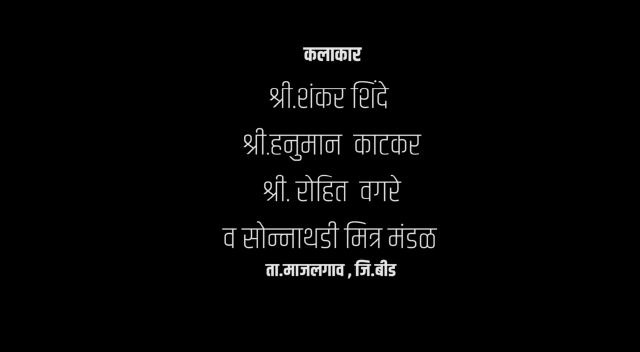 कलाकार
श्री.शंकर शिंदे
श्री.हनुमान काटकर
श्री. रोहित वगरे
व सोन्नाथडी मित्र मंडळ
ता.माजलगाव , जि.बीड